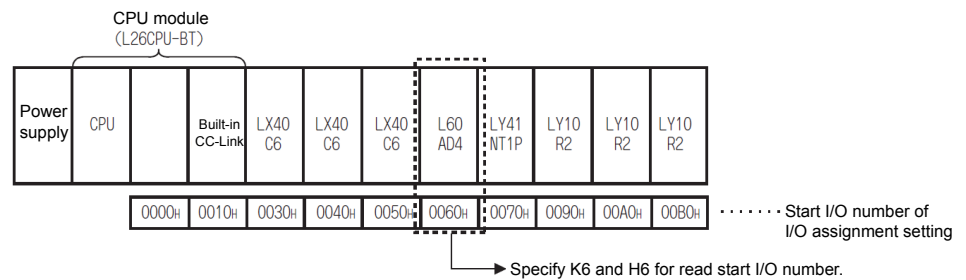 CPU module
(L26CPU-BT)
Power supply
CPU
Built-in CC-Link
LX40 C6
LX40 C6
LX40 C6
L60 AD4
LY41 NT1P
LY10 R2
LY10 R2
LY10 R2
0000H 0010H 0030H 0040H 0050H 0060H 0070H 0090H 00A0H 00B0H
Start I/O number of
I/O assignment setting
Specify K6 and H6 for read start I/O number.